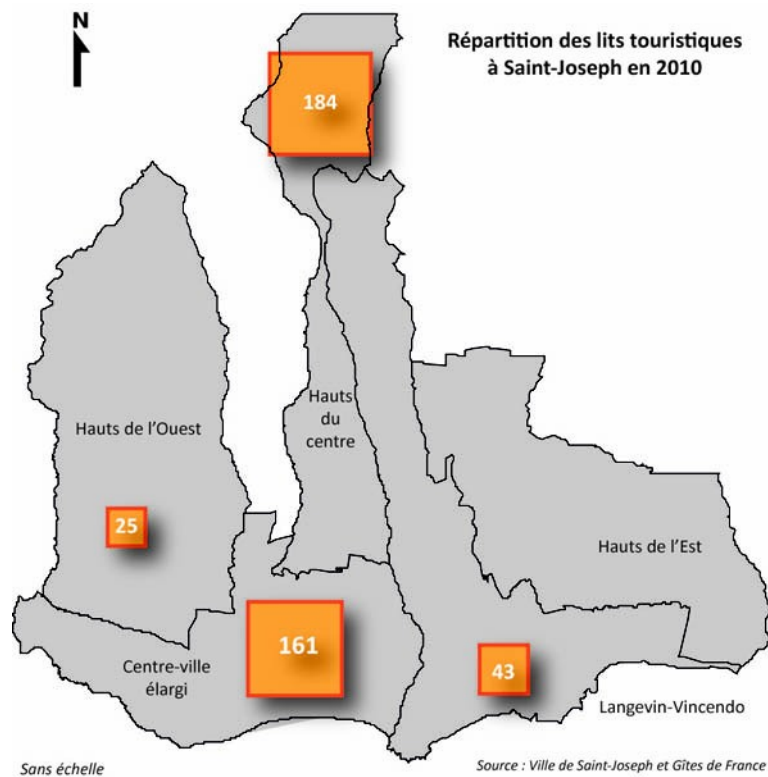 N
Répartition des lits touristiques
à Saint-Joseph en 2010
184
Hauts de l'Ouest
Hauts
du
centre
25
Hauts de l'Est
161
Centre-ville
élargi
43
Langevin-Vincendo
Sans échelle
Source : Ville de Saint-Joseph et Gîtes de France